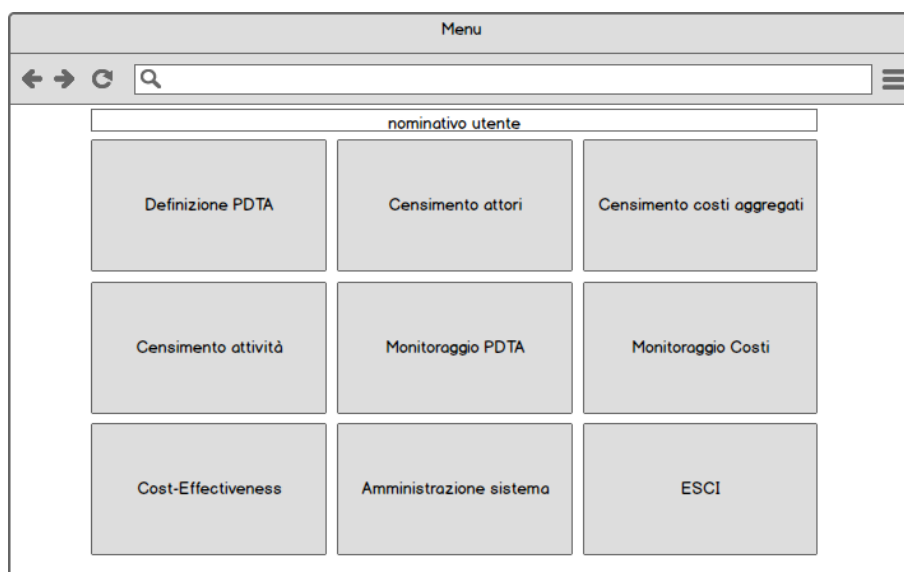 Menu
nominativo utente
Definizione PDTA
Censimento attori
Censimento costi aggregati
Censimento attività
Monitoraggio PDTA
Monitoraggio Costi
Cost-Effectiveness
Amministrazione sistema
ESCI